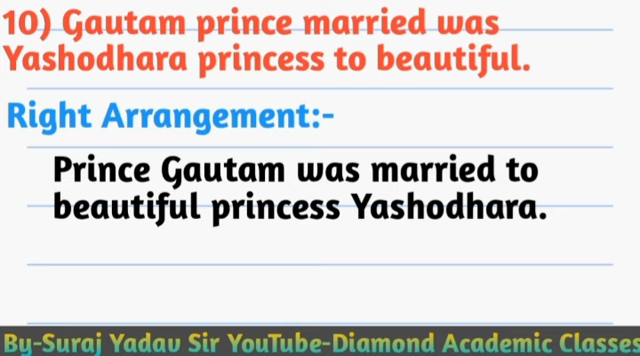 10) Gautam prince married was
Yashodhara princess to beautiful.
Right Arrangement:-
Prince Gautam was married to
beautiful princess Yashodhara.
By-Suraj Yadav Sir YouTube-Diamond Academic Classes